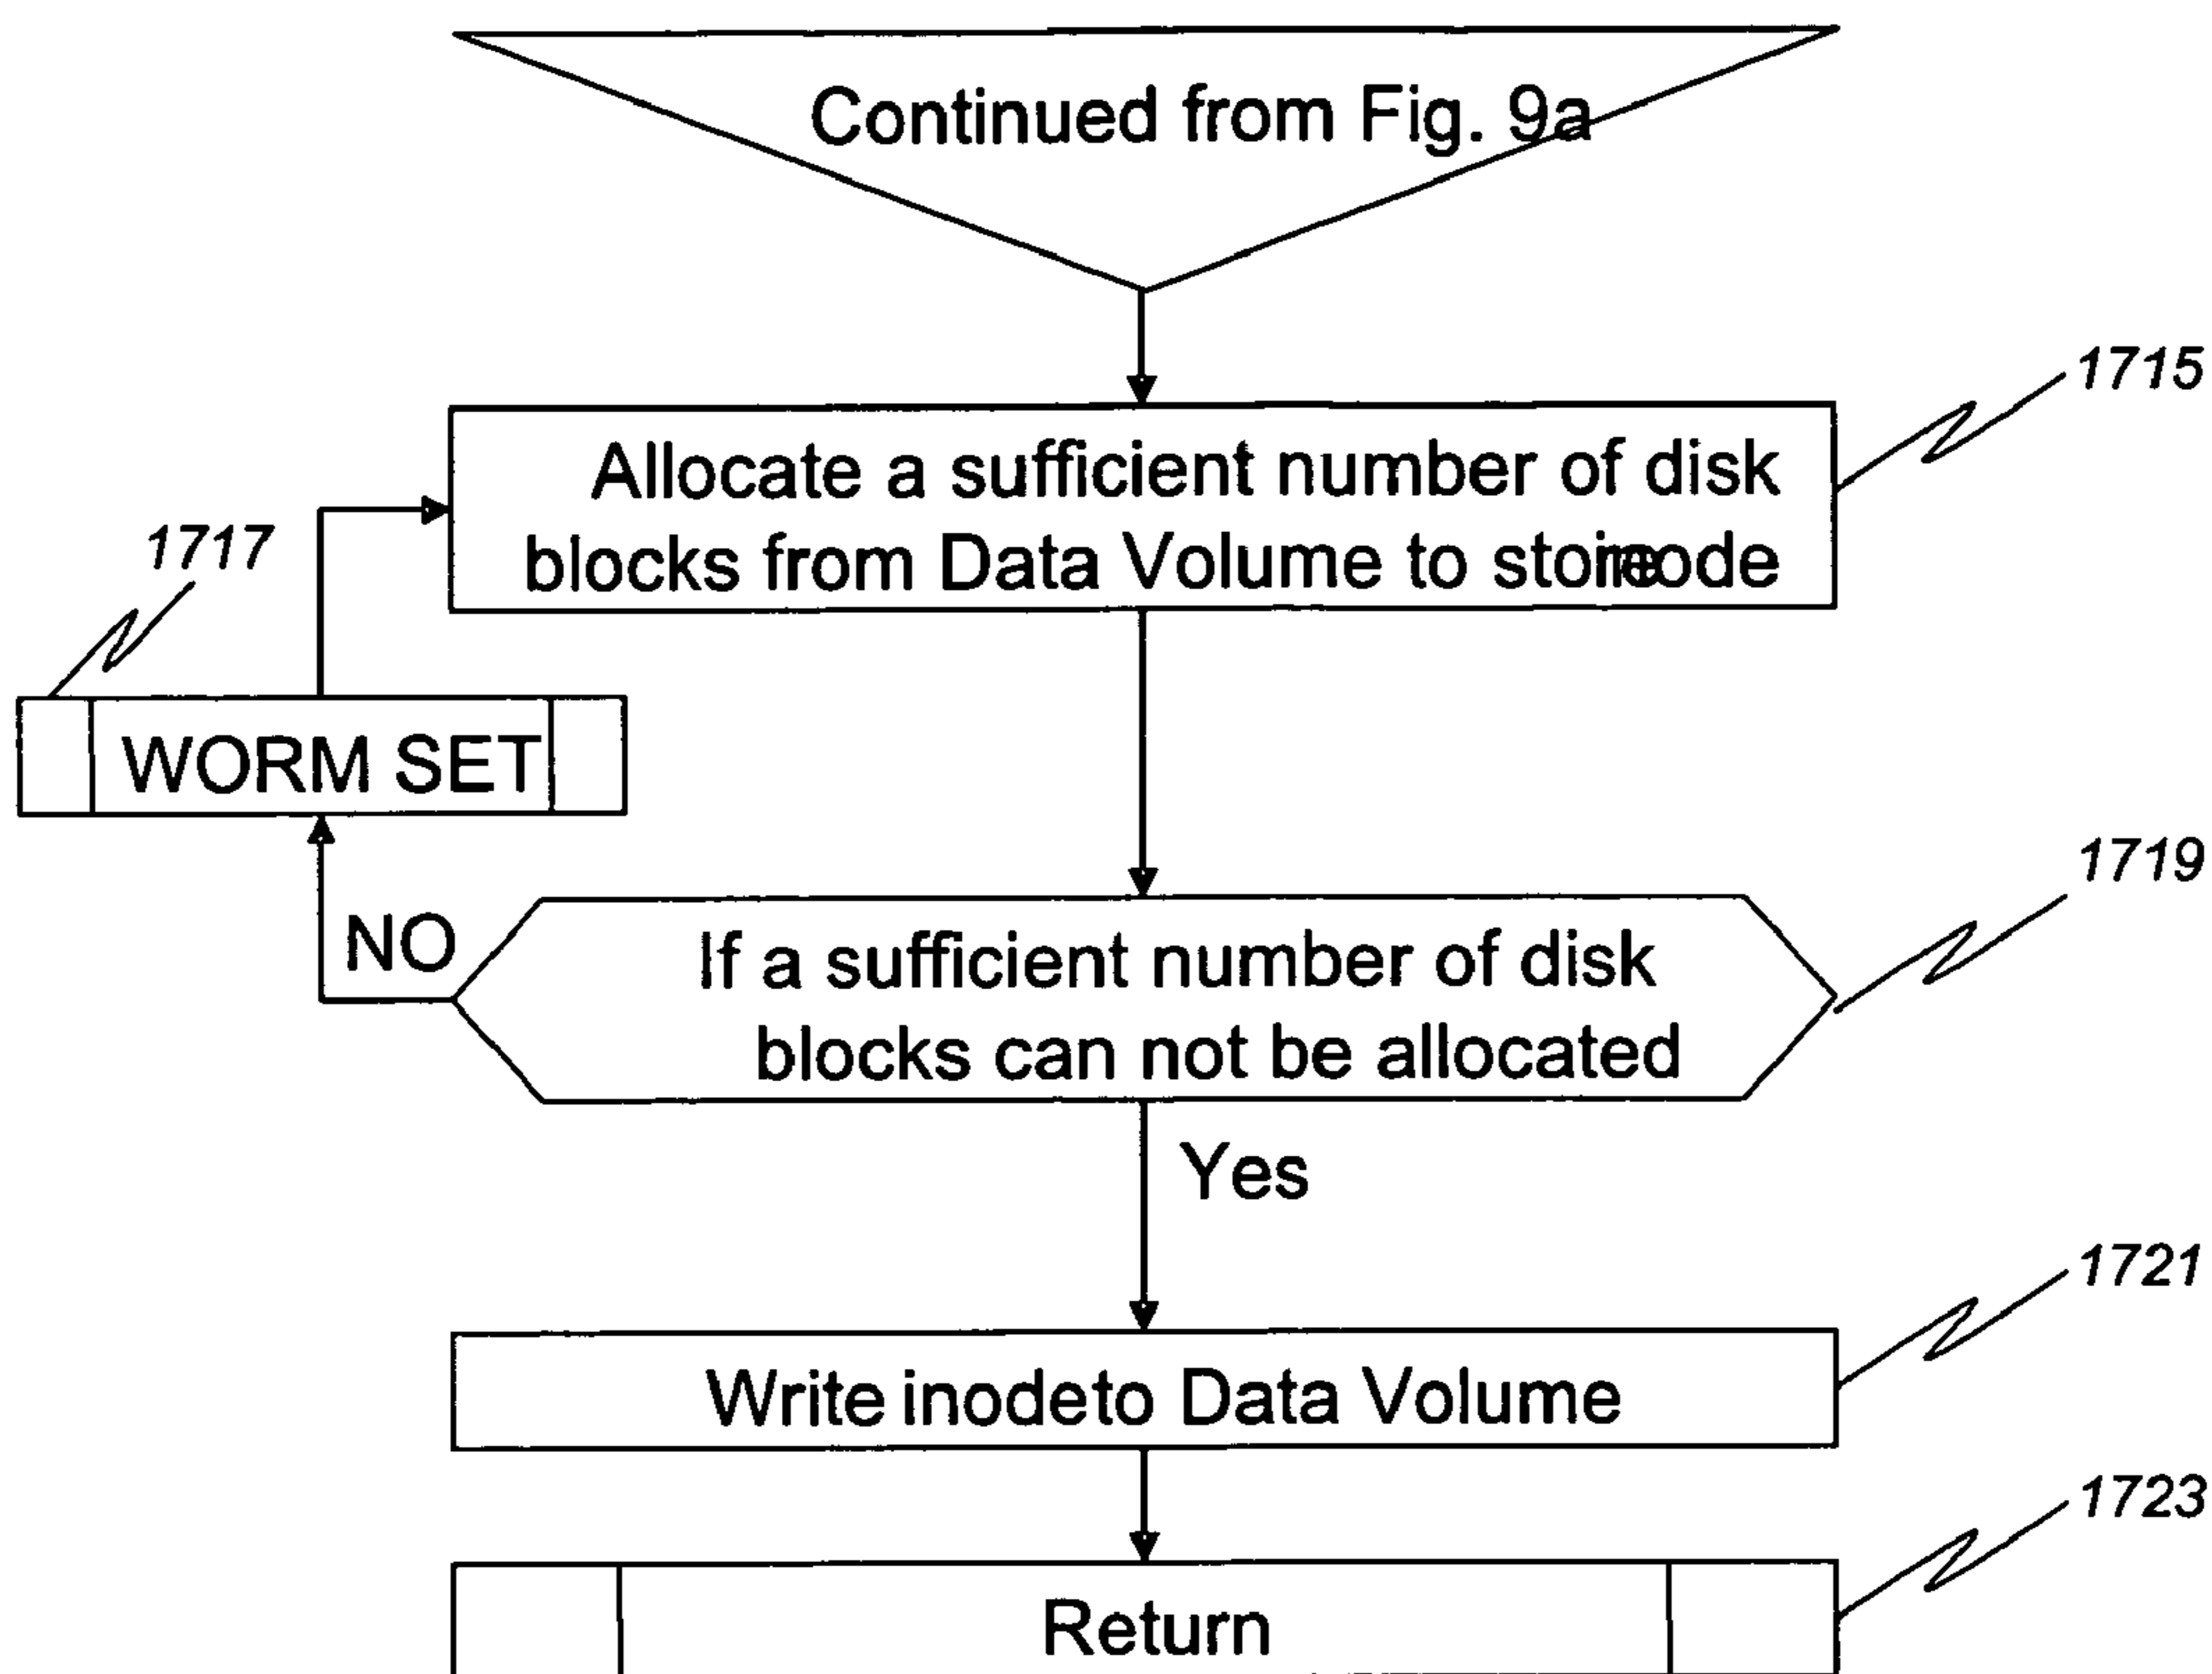 Continued from Fig. 9a
1715
Allocate a sufficient number of disk
blocks from Data Volume to store inode
1717
WORM SET
1719
NO
If a sufficient number of disk
blocks can not be allocated
Yes
1721
Write inodeto Data Volume
1723
Return